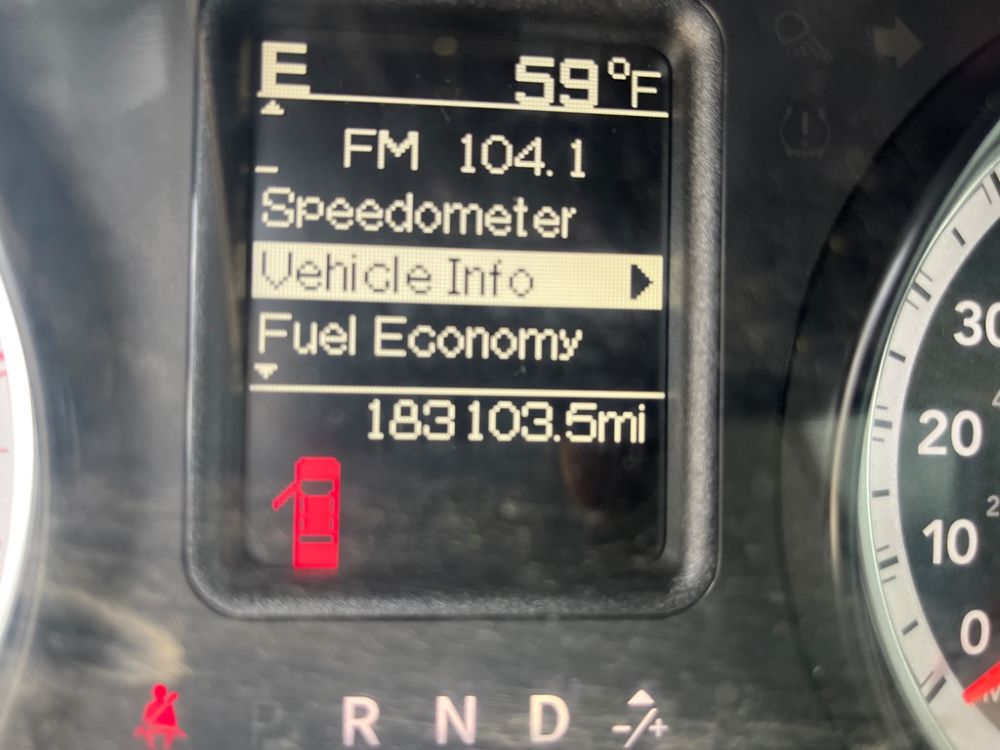 E 59°F
FM 104.1
Speedometer
Vehicle Info
Fuel Economy
183103.5mi
30
20
10
0
P R N D -/+